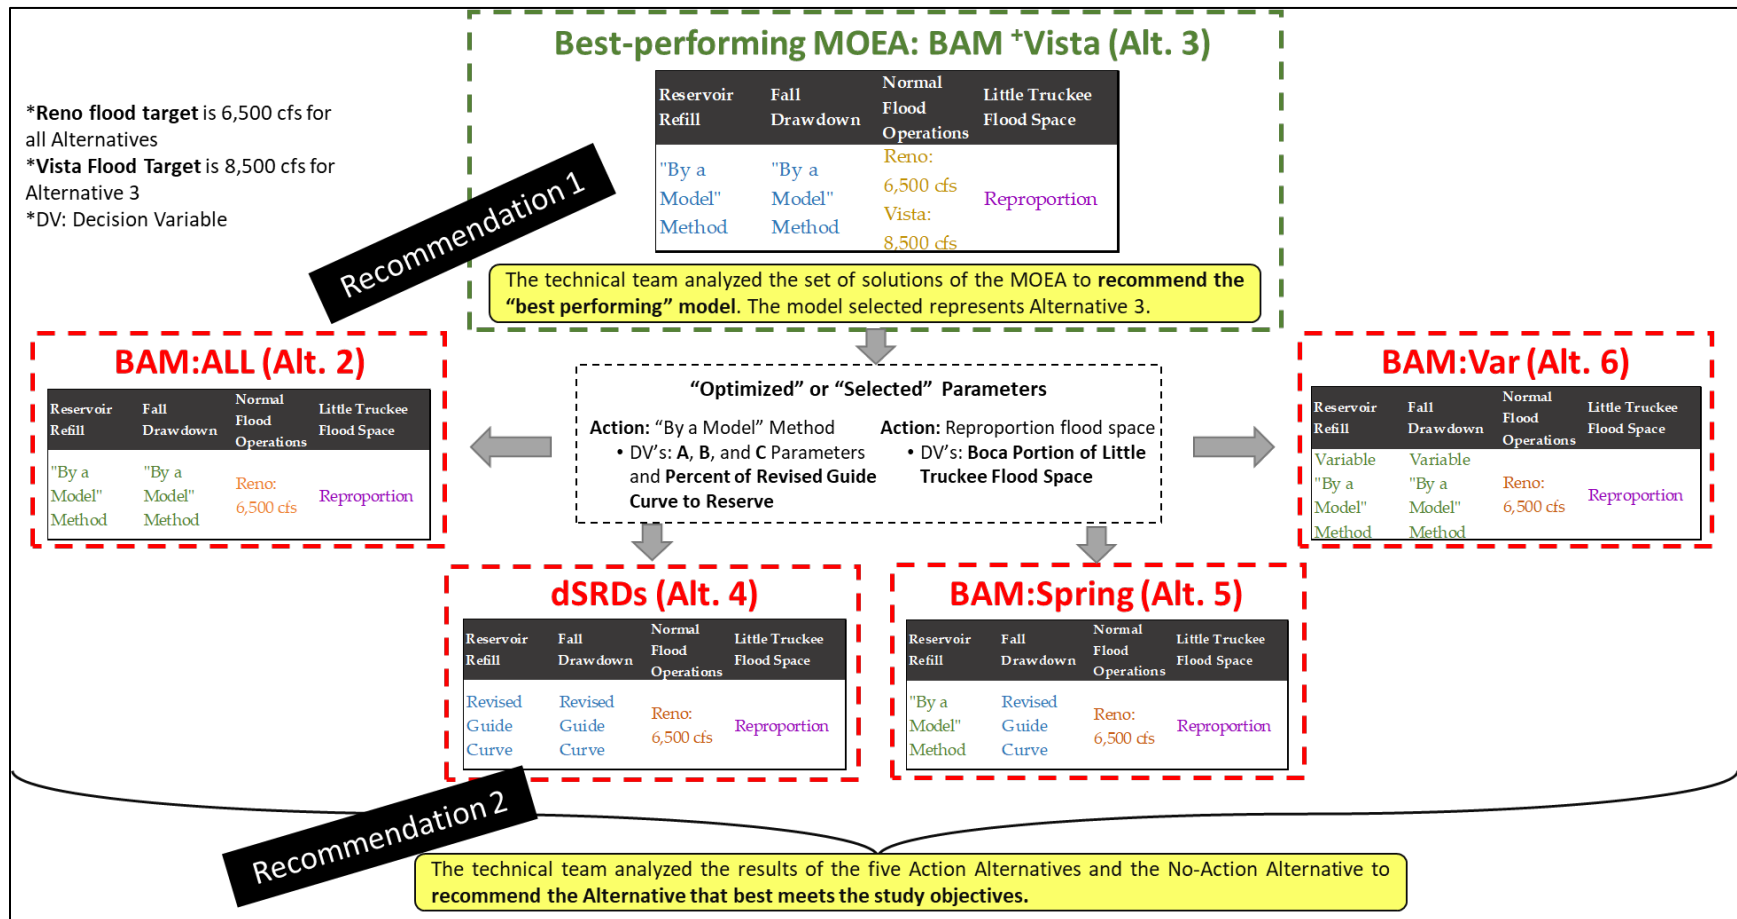 Best-performing MOEA: BAM +Vista (Alt. 3)
*Reno flood target is 6,500 cfs for
all Alternatives
*Vista Flood Target is 8,500 cfs for
Alternative 3
*DV: Decision Variable
Recommendation 1
Reservoir
Refill
Fall
Drawdown
Normal
Flood
Operations
Little Truckee
Flood Space
"By a
Model"
Method
"By a
Model"
Method
Reno:
6,500 cfs
Vista:
8,500 cfs
Reproportion
The technical team analyzed the set of solutions of the MOEA to recommend the
“best performing” model. The model selected represents Alternative 3.
BAM:ALL (Alt. 2)
Reservoir
Refill
Fall
Drawdown
Normal
Flood
Operations
Little Truckee
Flood Space
"By a
Model"
Method
"By a
Model"
Method
Reno:
6,500 cfs
Reproportion
“Optimized” or “Selected” Parameters
Action: “By a Model” Method
• DV’s: A, B, and C Parameters
and Percent of Revised Guide
Curve to Reserve
Action: Reproportion flood space
• DV’s: Boca Portion of Little
Truckee Flood Space
BAM:Var (Alt. 6)
Reservoir
Refill
Fall
Drawdown
Normal
Flood
Operations
Little Truckee
Flood Space
Variable
"By a
Model"
Method
Variable
"By a
Model"
Method
Reno:
6,500 cfs
Reproportion
dSRDs (Alt. 4)
Reservoir
Refill
Fall
Drawdown
Normal
Flood
Operations
Little Truckee
Flood Space
Revised
Guide
Curve
Revised
Guide
Curve
Reno:
6,500 cfs
Reproportion
BAM:Spring (Alt. 5)
Reservoir
Refill
Fall
Drawdown
Normal
Flood
Operations
Little Truckee
Flood Space
"By a
Model"
Method
Revised
Guide
Curve
Reno:
6,500 cfs
Reproportion
Recommendation 2
The technical team analyzed the results of the five Action Alternatives and the No-Action Alternative to
recommend the Alternative that best meets the study objectives.